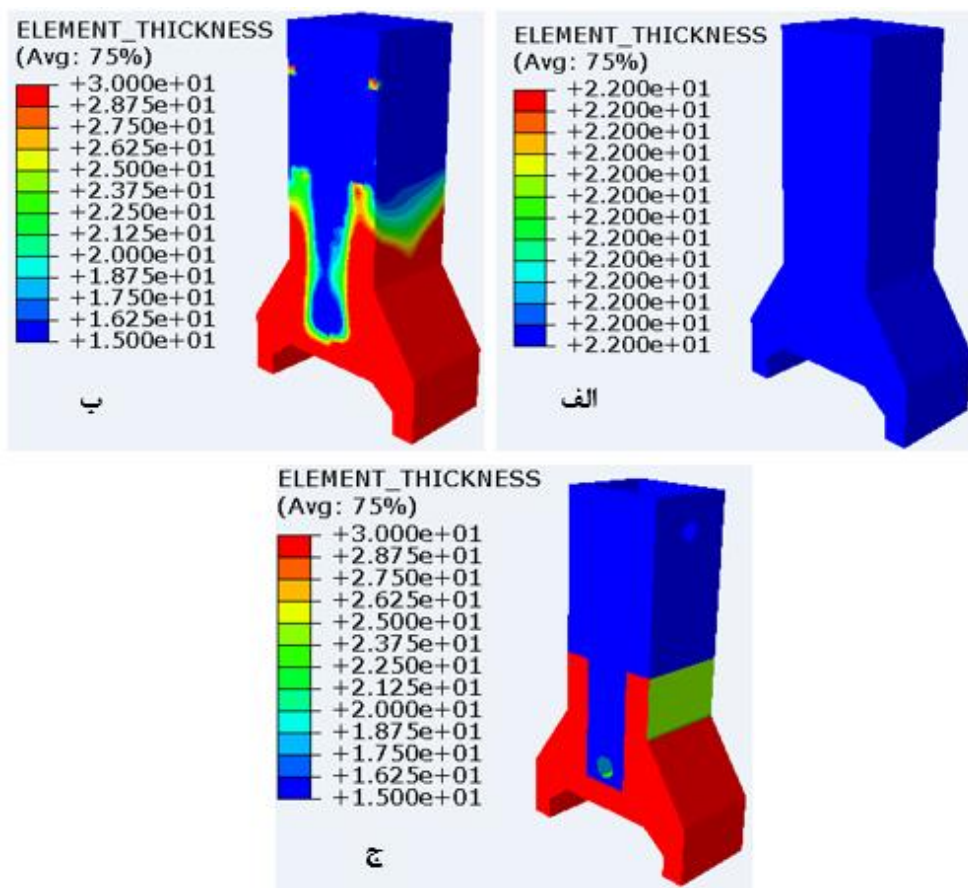 ELEMENT_THICKNESS
(Avg: 75%)
+3.000e+01
+2.875e+01
+2.750e+01
+2.625e+01
+2.500e+01
+2.375e+01
+2.250e+01
+2.125e+01
+2.000e+01
+1.875e+01
+1.750e+01
+1.625e+01
+1.500e+01
ب
ELEMENT_THICKNESS
(Avg: 75%)
+2.200e+01
+2.200e+01
+2.200e+01
+2.200e+01
+2.200e+01
+2.200e+01
+2.200e+01
+2.200e+01
+2.200e+01
+2.200e+01
+2.200e+01
+2.200e+01
+2.200e+01
الف
ELEMENT_THICKNESS
(Avg: 75%)
+3.000e+01
+2.875e+01
+2.750e+01
+2.625e+01
+2.500e+01
+2.375e+01
+2.250e+01
+2.125e+01
+2.000e+01
+1.875e+01
+1.750e+01
+1.625e+01
+1.500e+01
ج